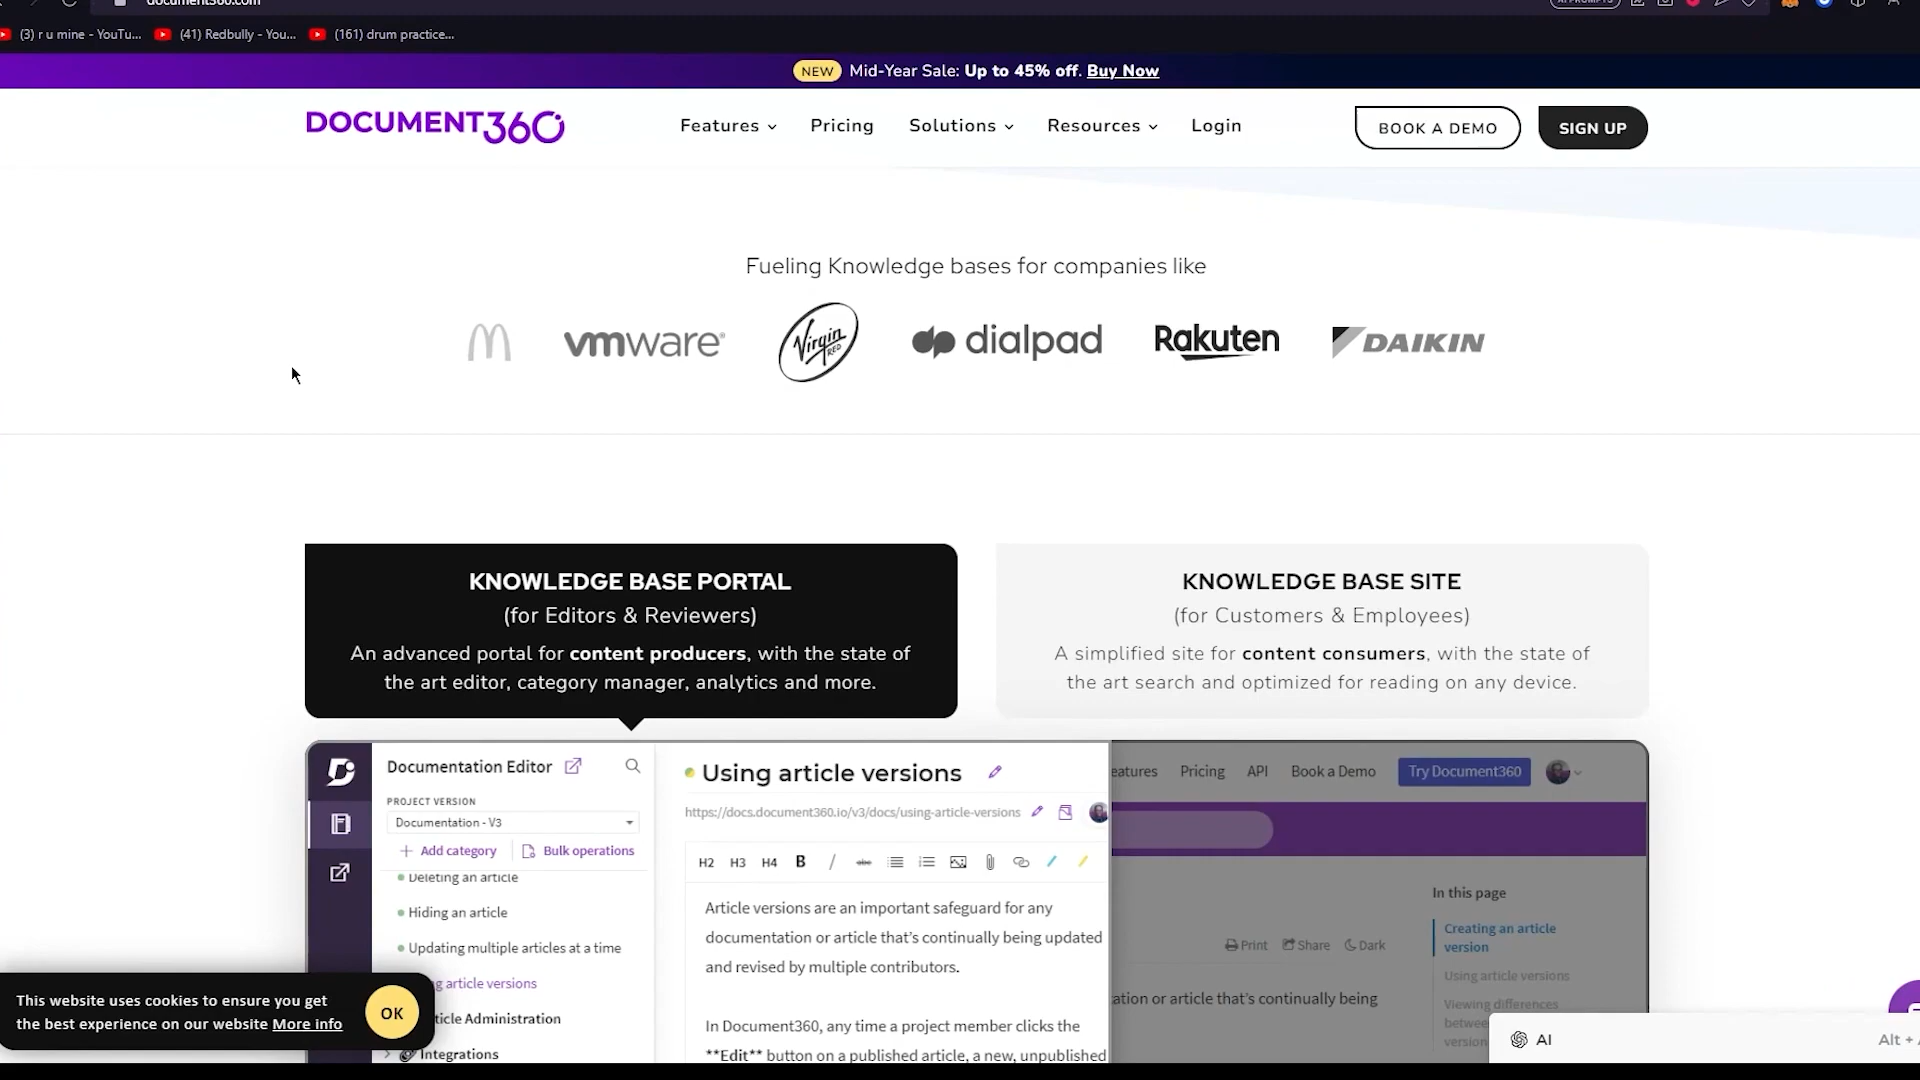 document360.com
(3) r u mine - YouTu...
(41) Redbully - You...
(161) drum practice...
NEW Mid-Year Sale: Up to 45% off. Buy Now
DOCUMENT360
Features
Pricing
Solutions
Resources
Login
BOOK A DEMO
SIGN UP
Fueling Knowledge bases for companies like
vmware®
Virgin RED
dialpad
Rakuten
DAIKIN
KNOWLEDGE BASE PORTAL
(for Editors & Reviewers)
An advanced portal for content producers, with the state of
the art editor, category manager, analytics and more.
KNOWLEDGE BASE SITE
(for Customers & Employees)
A simplified site for content consumers, with the state of
the art search and optimized for reading on any device.
Documentation Editor
PROJECT VERSION
Documentation - V3
Add category
Bulk operations
Deleting an article
Hiding an article
Updating multiple articles at a time
article versions
Administration
Integrations
Using article versions
https://docs.document360.io/v3/docs/using-article-versions
H2 H3 H4 B / abc
Article versions are an important safeguard for any
documentation or article that's continually being updated
and revised by multiple contributors.
In Document360, any time a project member clicks the
**Edit** button on a published article, a new, unpublished
eatures
Pricing
API
Book a Demo
Try Document360
Print
Share
Dark
ation or article that's continually being
In this page
Creating an article
version
Using article versions
Viewing differences
betwee
version
This website uses cookies to ensure you get
the best experience on our website More info
OK
AI
Alt +